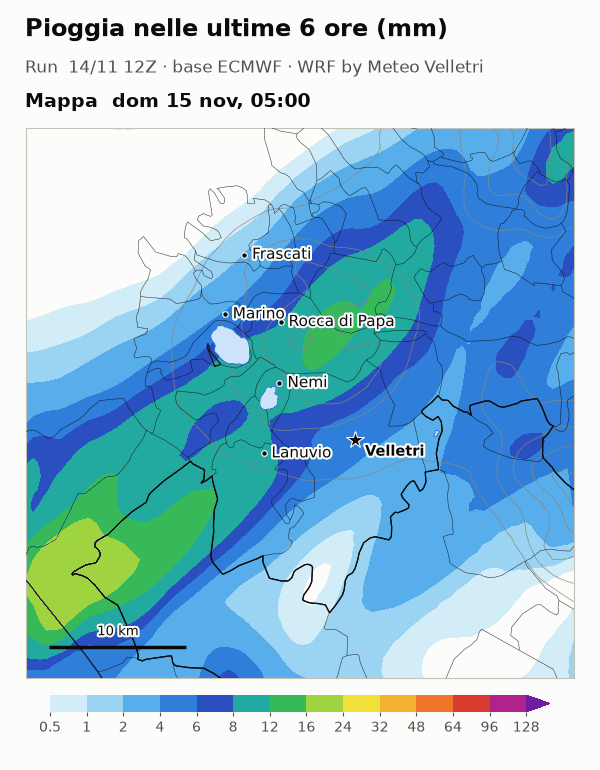 Pioggia nelle ultime 6 ore (mm)
Run  14/11 12Z · base ECMWF · WRF by Meteo Velletri
Mappa  dom 15 nov, 05:00
Frascati
Marino
Rocca di Papa
Nemi
Velletri
Lanuvio
10 km
0.5 1 2 4 6 8 12 16 24 32 48 64 96 128